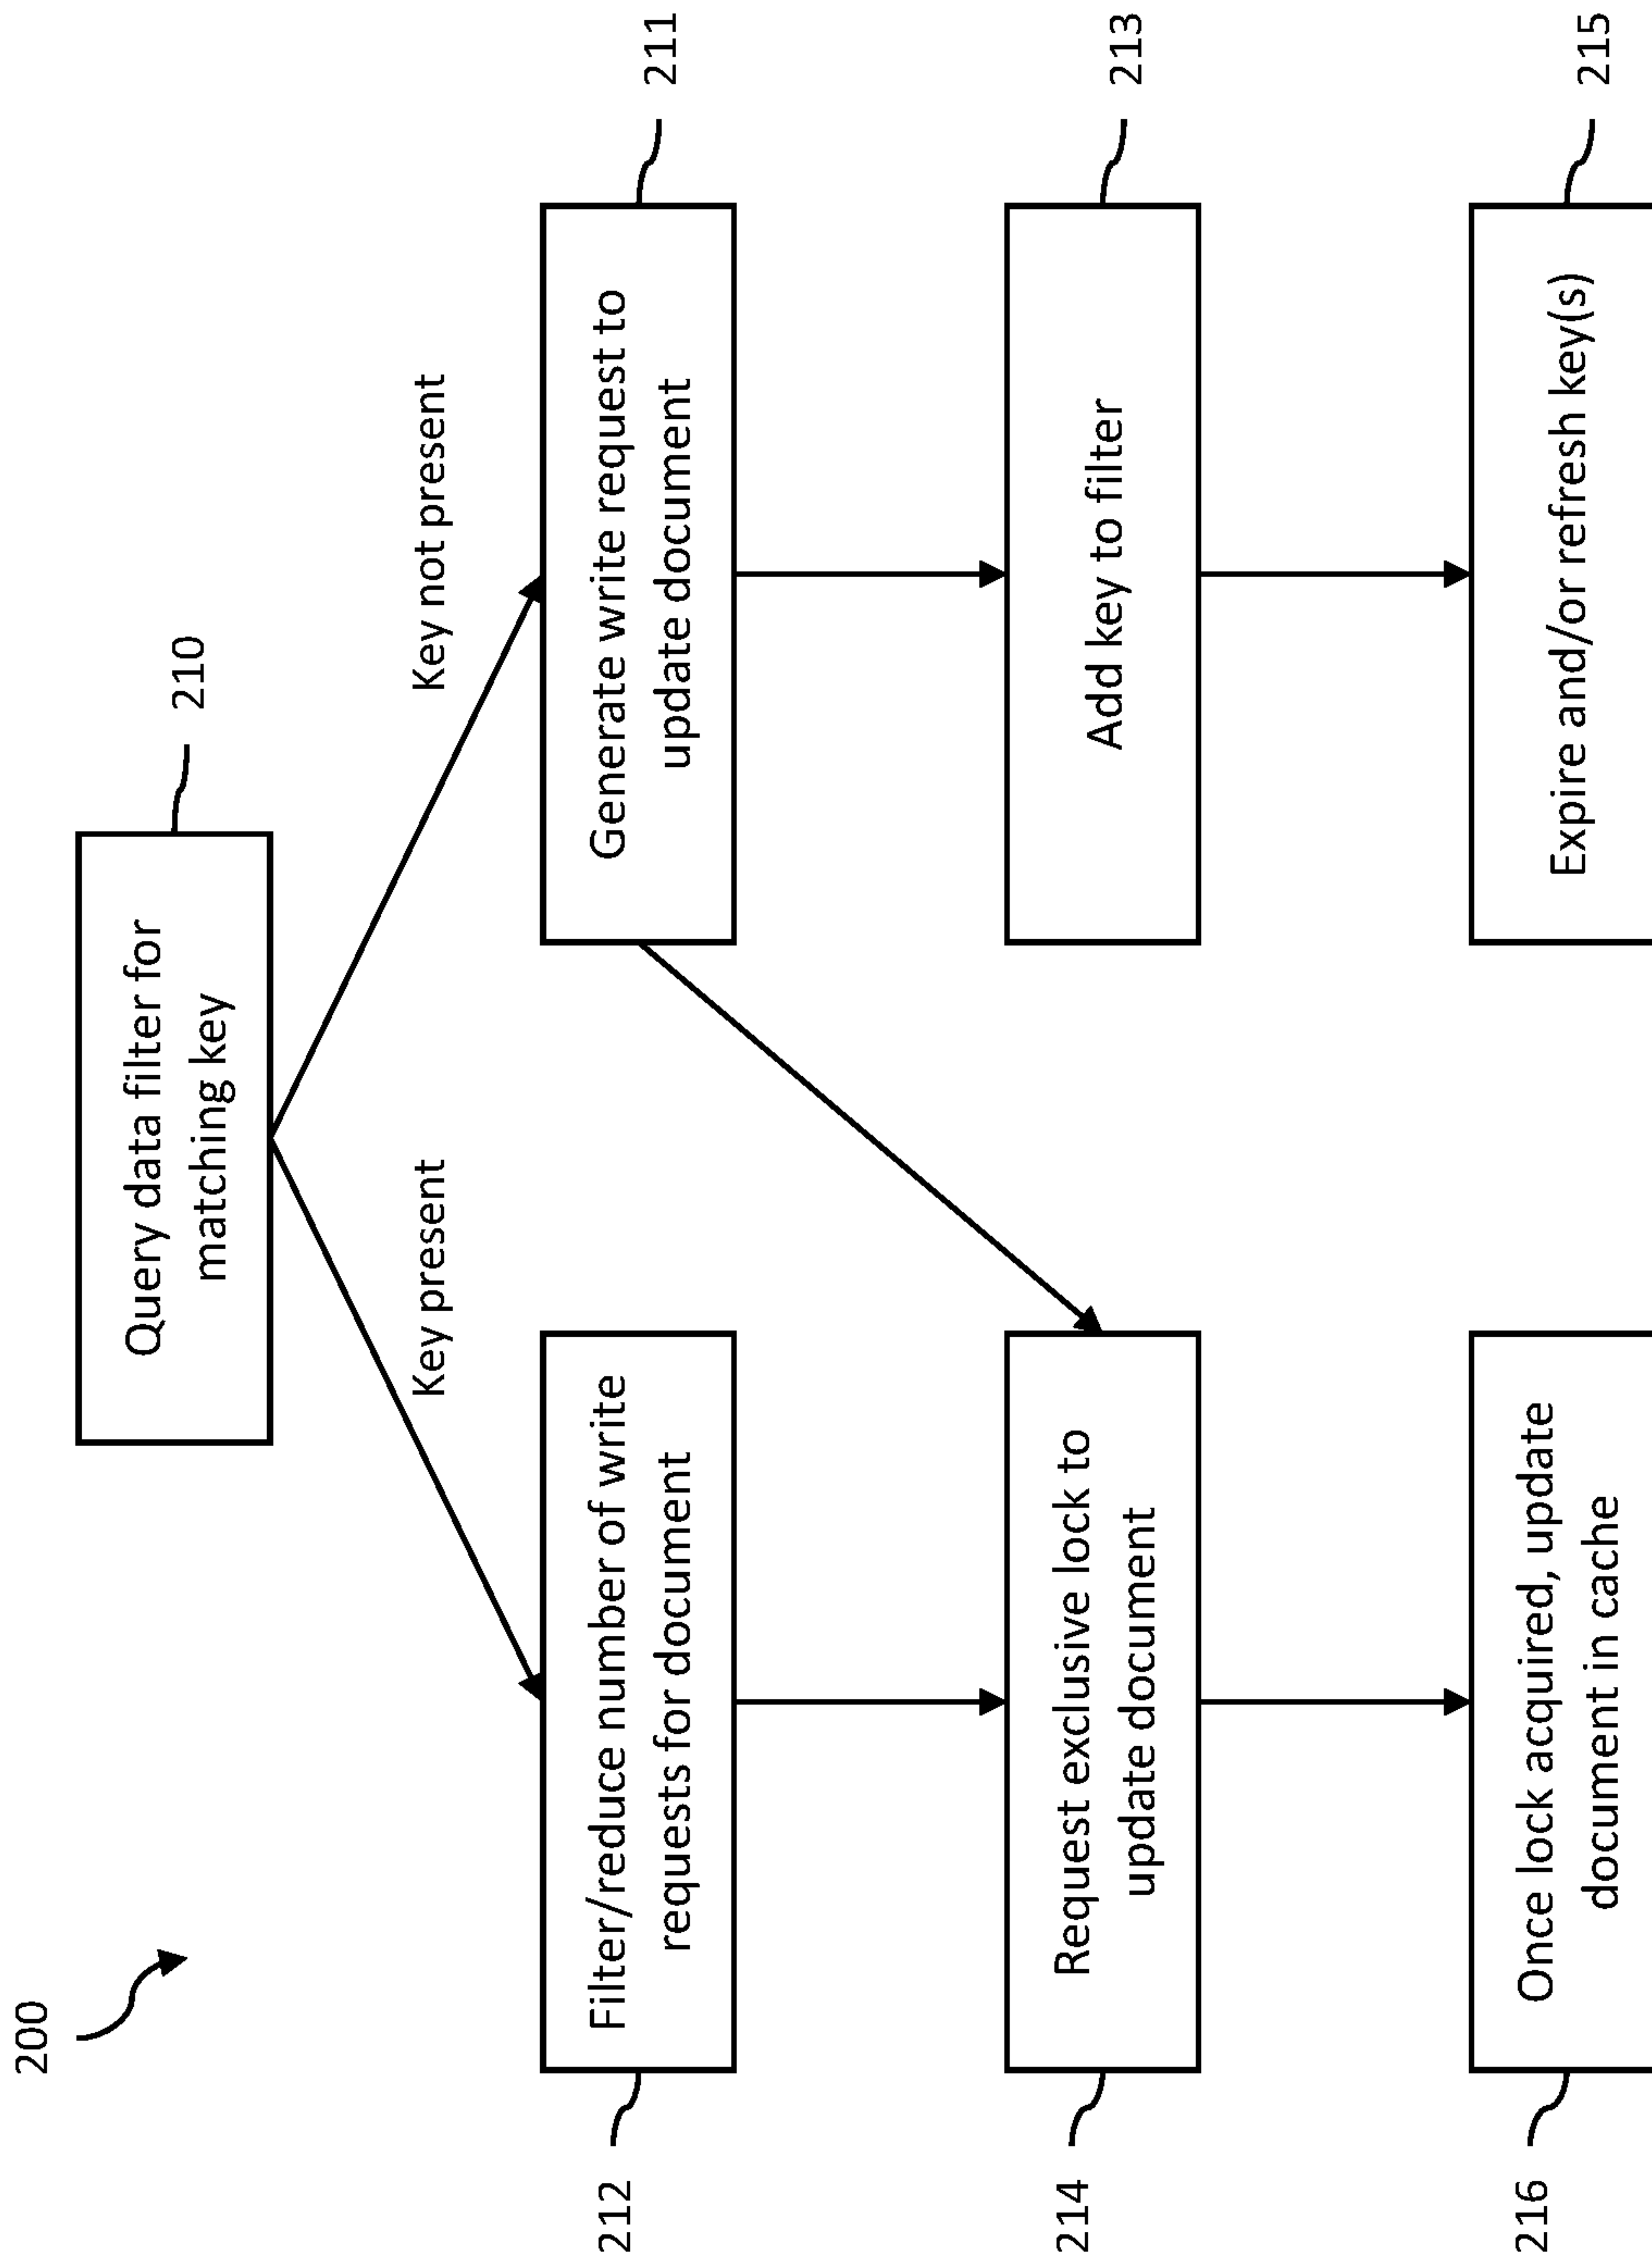 200
Query data filter for
matching key
210
Key present
Key not present
212
Filter/reduce number of write
requests for document
Generate write request to
update document
211
214
Request exclusive lock to
update document
Add key to filter
213
216
Once lock acquired, update
document in cache
Expire and/or refresh key(s)
215